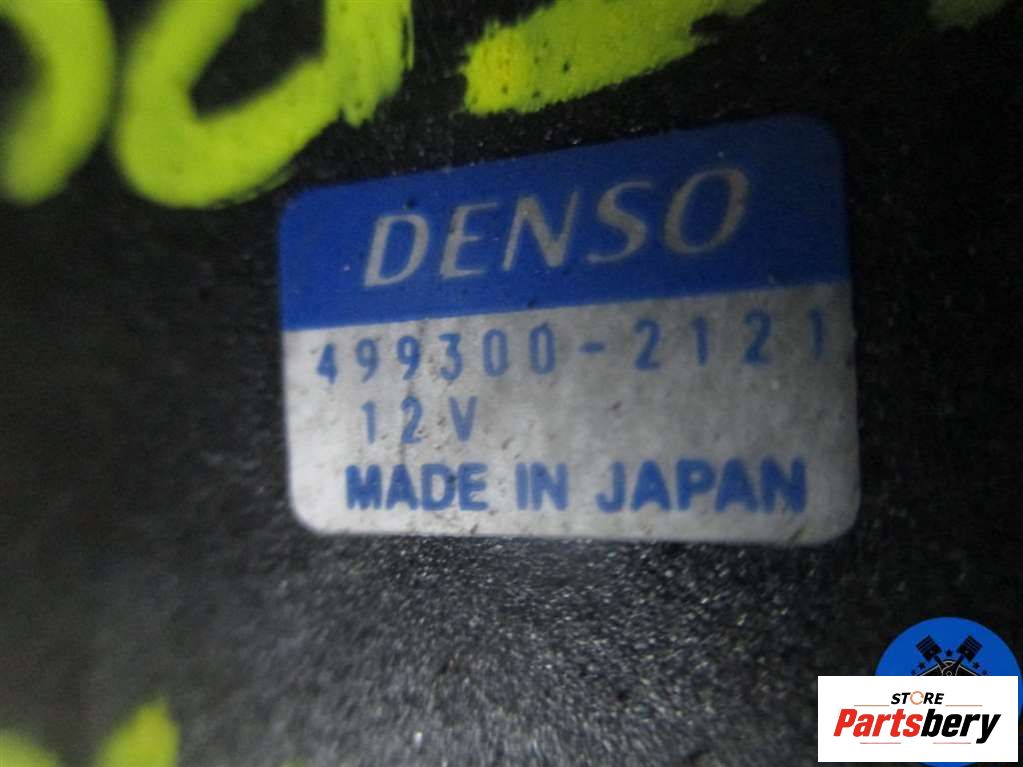 DENSO
499300-2121
12V
MADE IN JAPAN
STORE
Partsbery